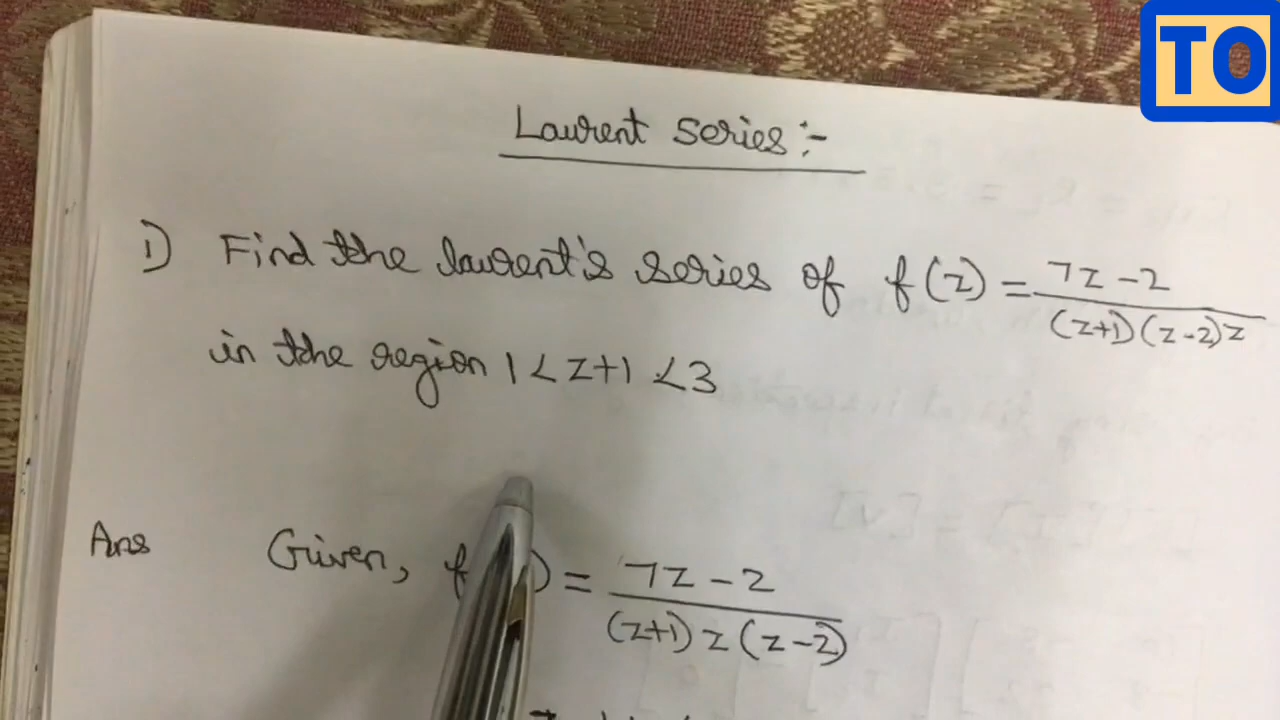 TO
Laurent series:-
1) Find the laurent's series of f(z) = 7z-2 / (z+1)(z-2)z
in the region 1 < z+1 < 3
Ans Given, f = 7z-2 / (z+1) z (z-2)